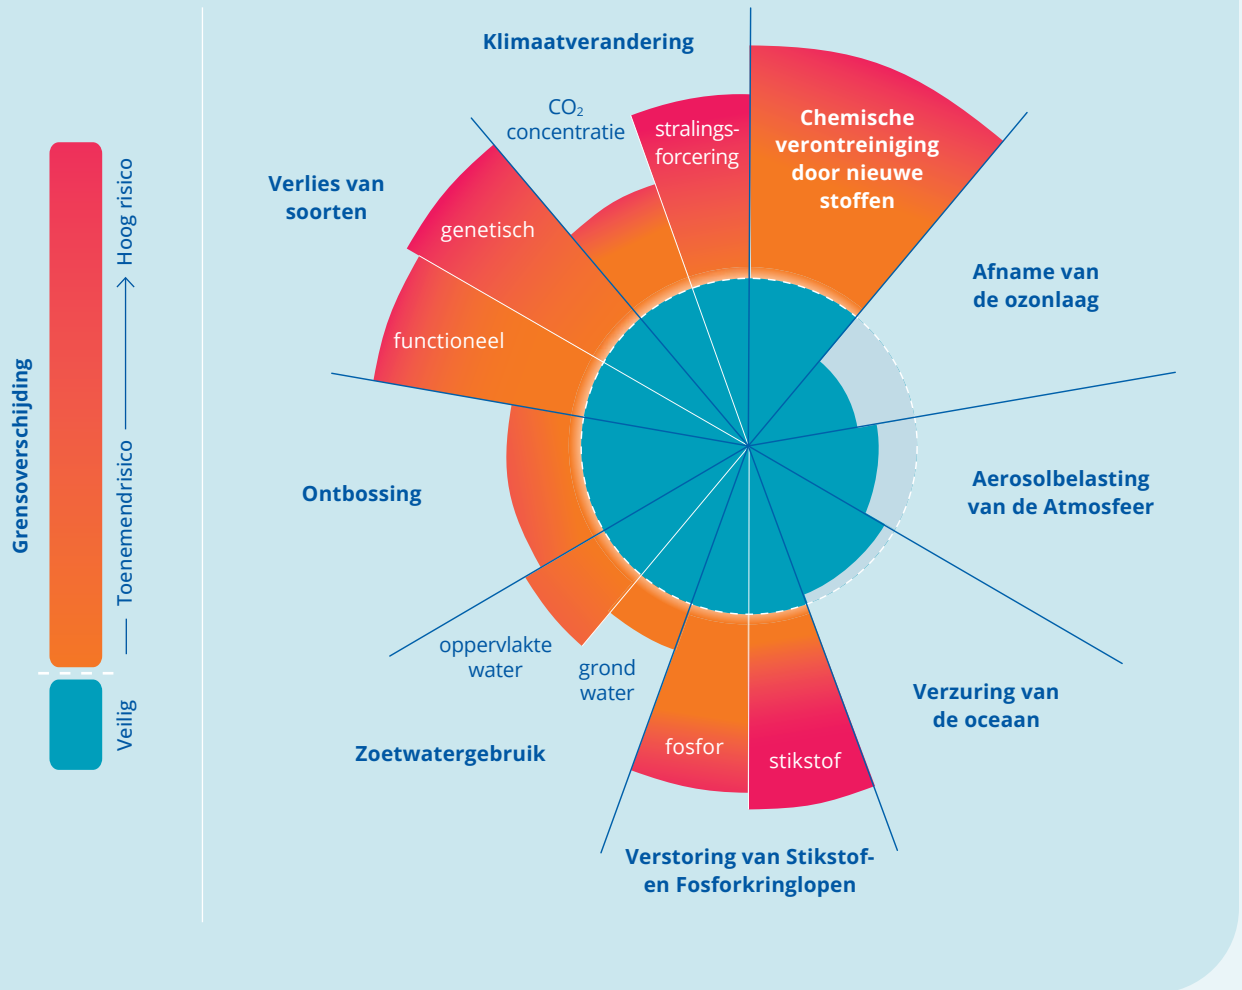 Grensoverschijding
Hoog risico
Toenemendrisico
Veilig
Klimaatverandering
CO₂
concentratie
stralings-
forcering
Chemische
verontreiniging
door nieuwe
stoffen
Verlies van
soorten
genetisch
functioneel
Afname van
de ozonlaag
Ontbossing
Aerosolbelasting
van de Atmosfeer
oppervlakte
water
grond
water
Zoetwatergebruik
fosfor
stikstof
Verzuring van
de oceaan
Verstoring van Stikstof-
en Fosforkringlopen